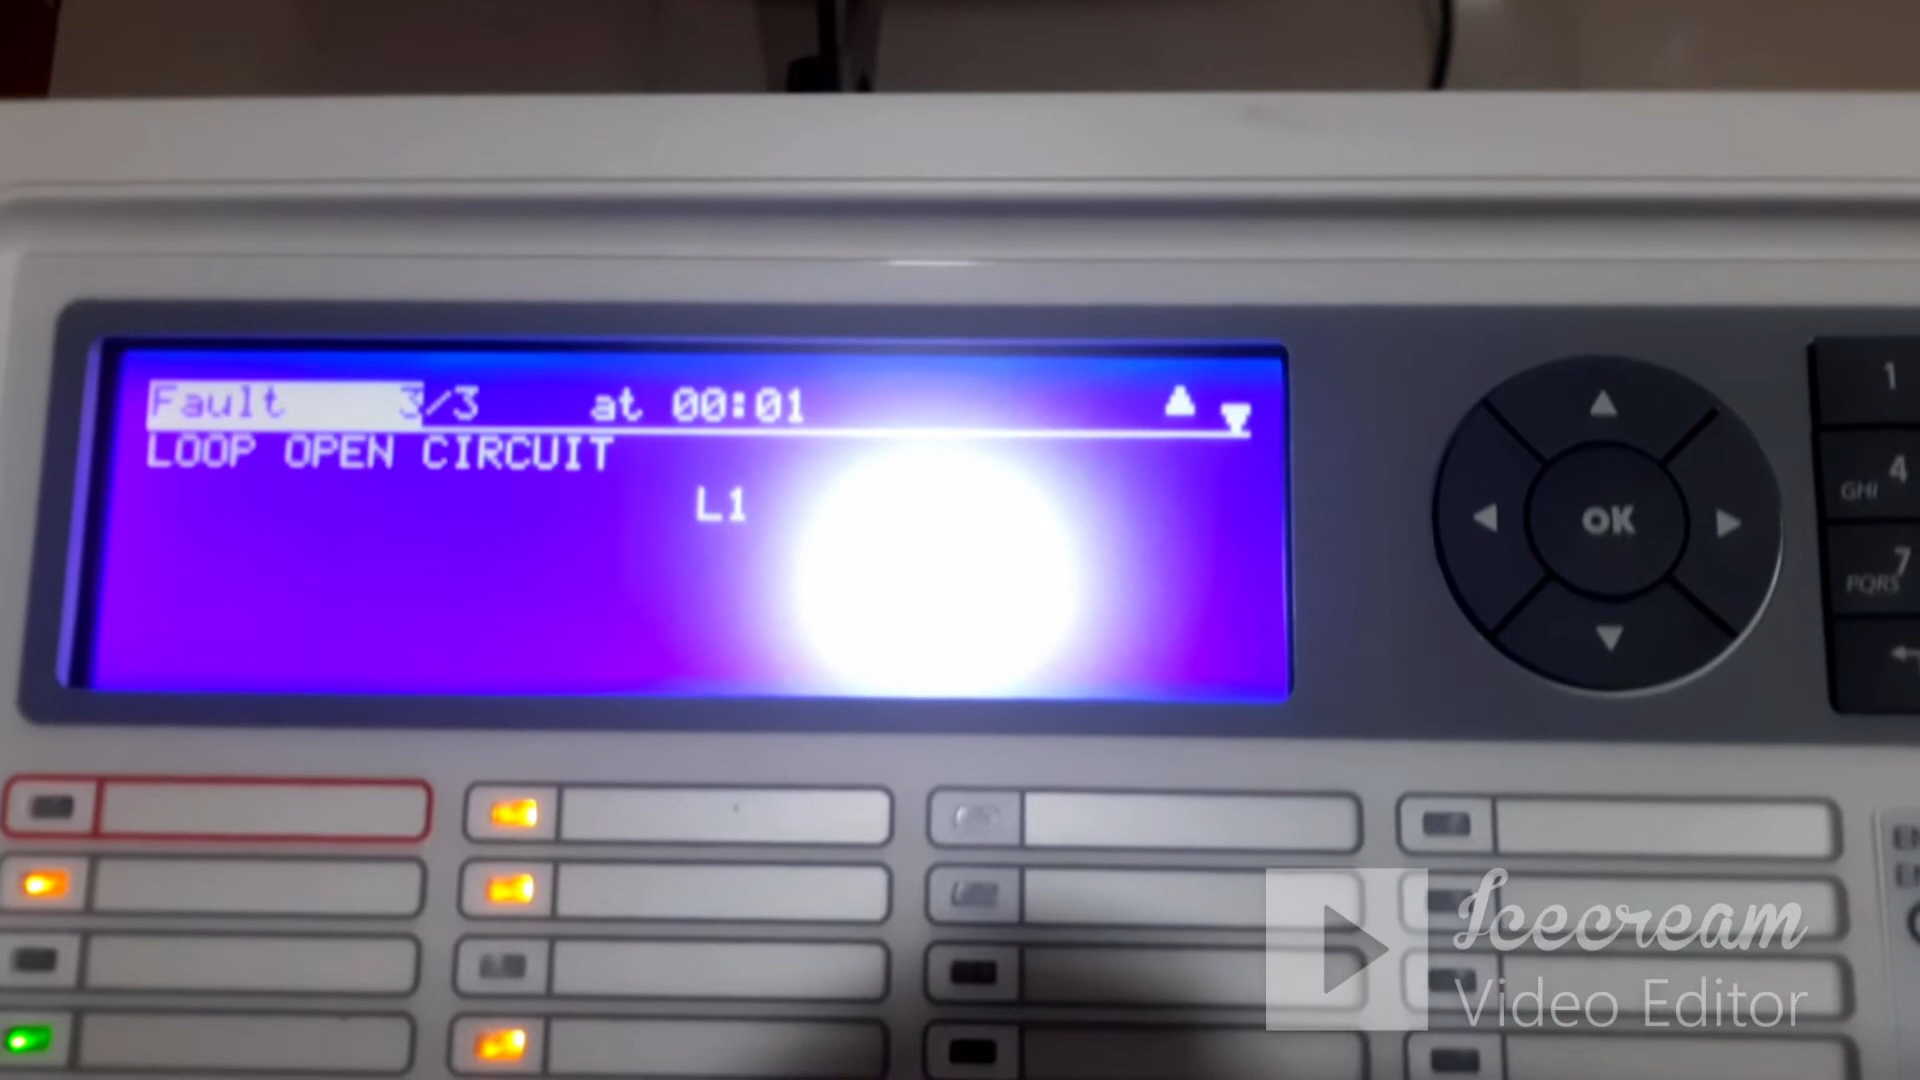 Fault 3/3 at 00:01
LOOP OPEN CIRCUIT
L1
OK
1
GHI 4
PQRS 7
Icecream
Video Editor